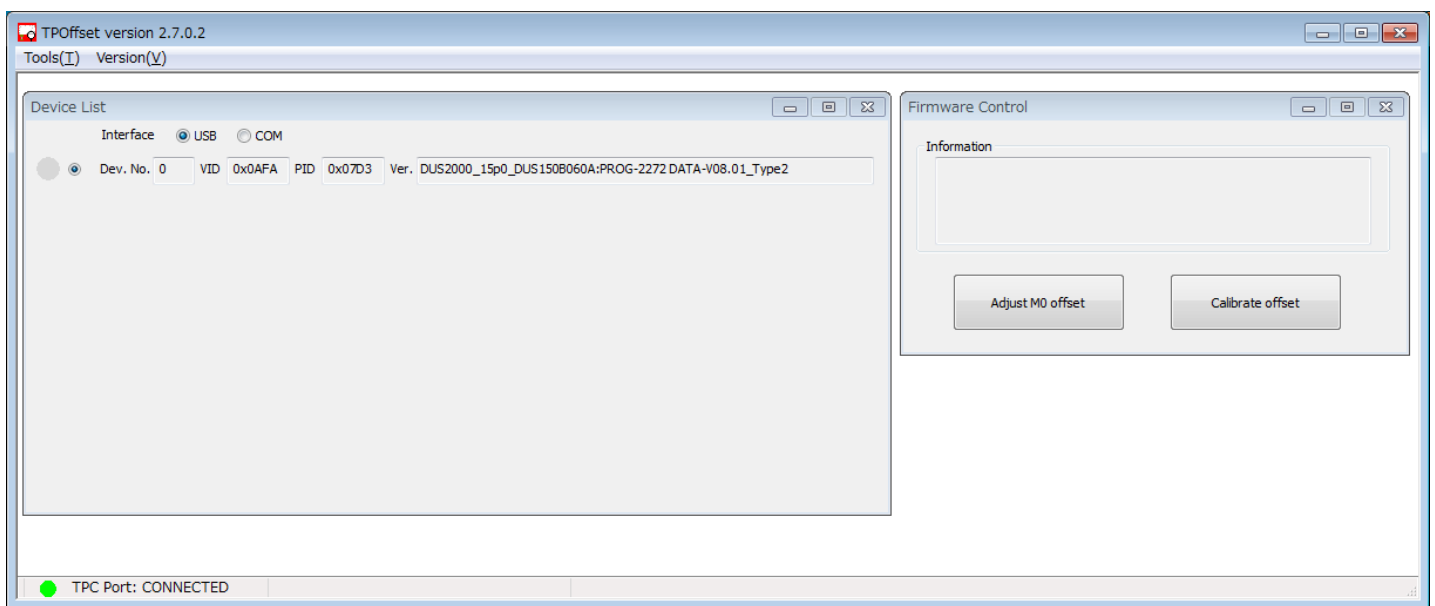 TPOffset version 2.7.0.2
Tools(T) Version(V)
Device List
Interface USB COM
Dev. No. 0 VID 0x0AFA PID 0x07D3 Ver. DUS2000_15p0_DUS150B060A:PROG-2272 DATA-V08.01_Type2
Firmware Control
Information
Adjust M0 offset Calibrate offset
TPC Port: CONNECTED